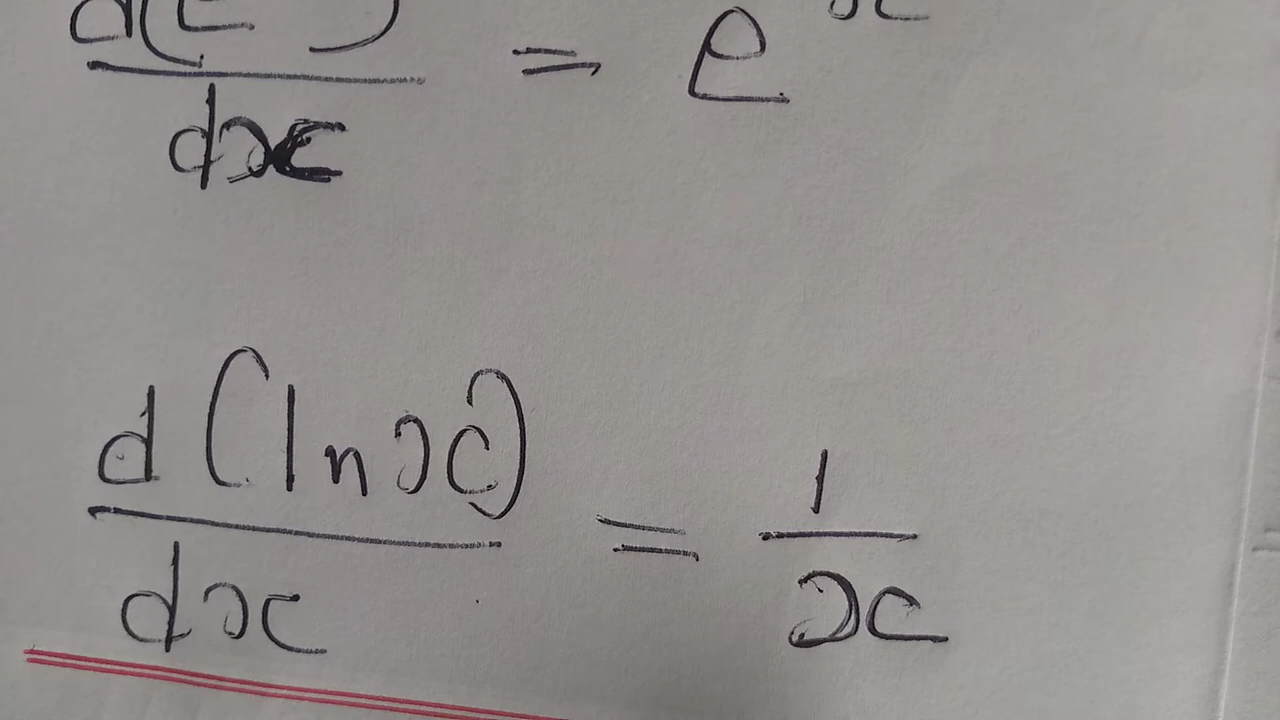 d(e   ) / dx = e^x
d(ln x) / dx = 1 / x